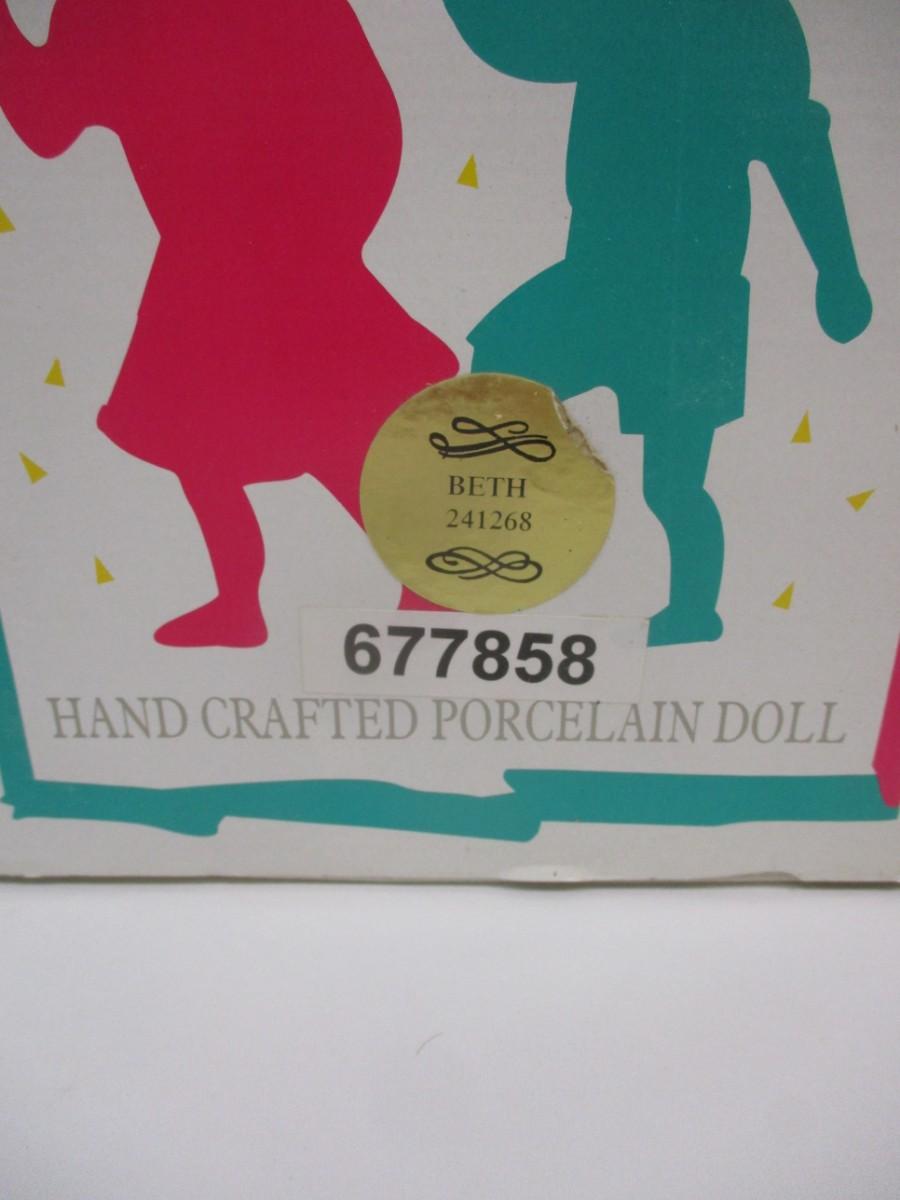 BETH
241268
677858
HAND CRAFTED PORCELAIN DOLL